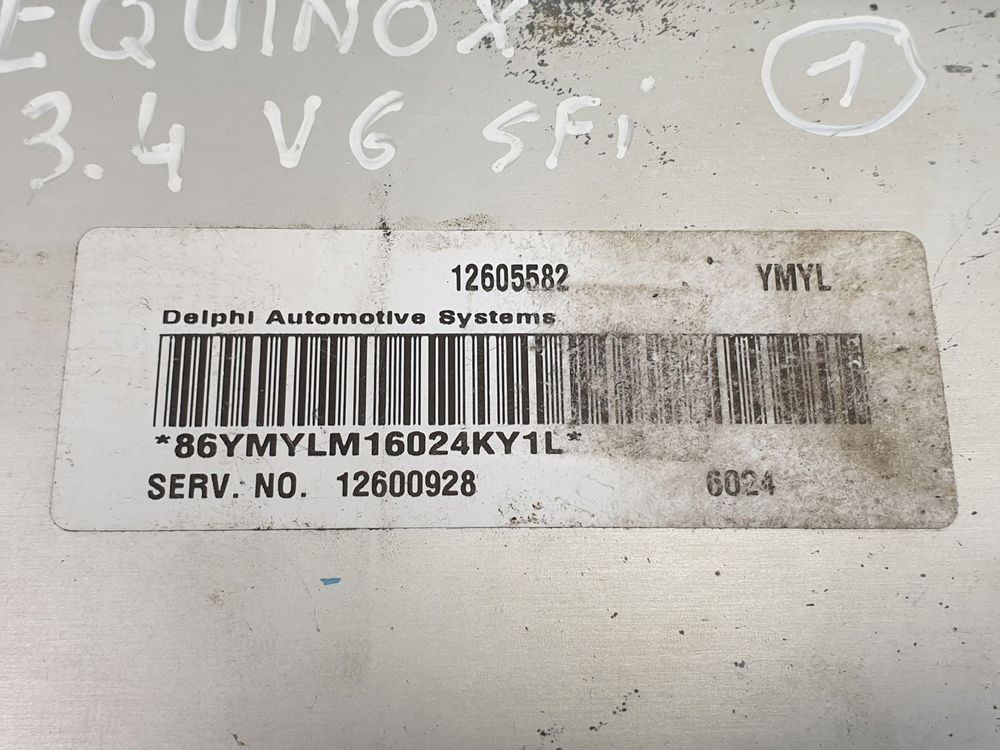 EQUINOX 1
3.4 V6 SFi
12605582 YMYL
Delphi Automotive Systems
*86YMYLM16024KY1L*
SERV. NO. 12600928 6024